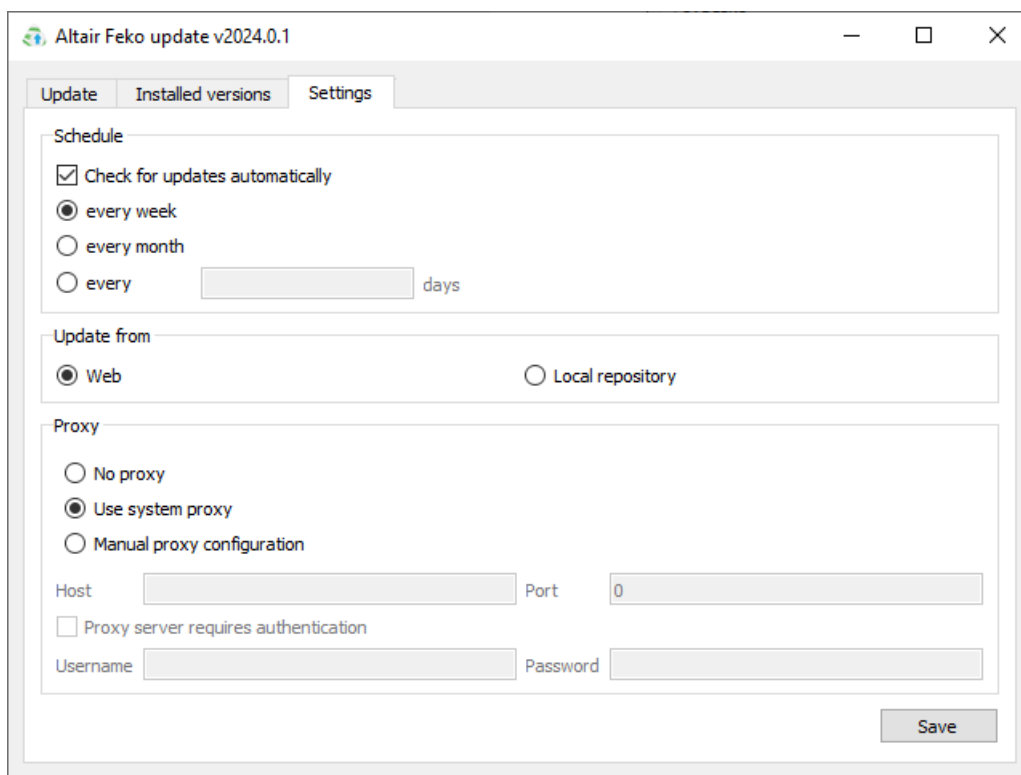 Altair Feko update v2024.0.1
Update Installed versions Settings
Schedule
Check for updates automatically
every week
every month
every days
Update from
Web Local repository
Proxy
No proxy
Use system proxy
Manual proxy configuration
Host Port 0
Proxy server requires authentication
Username Password
Save